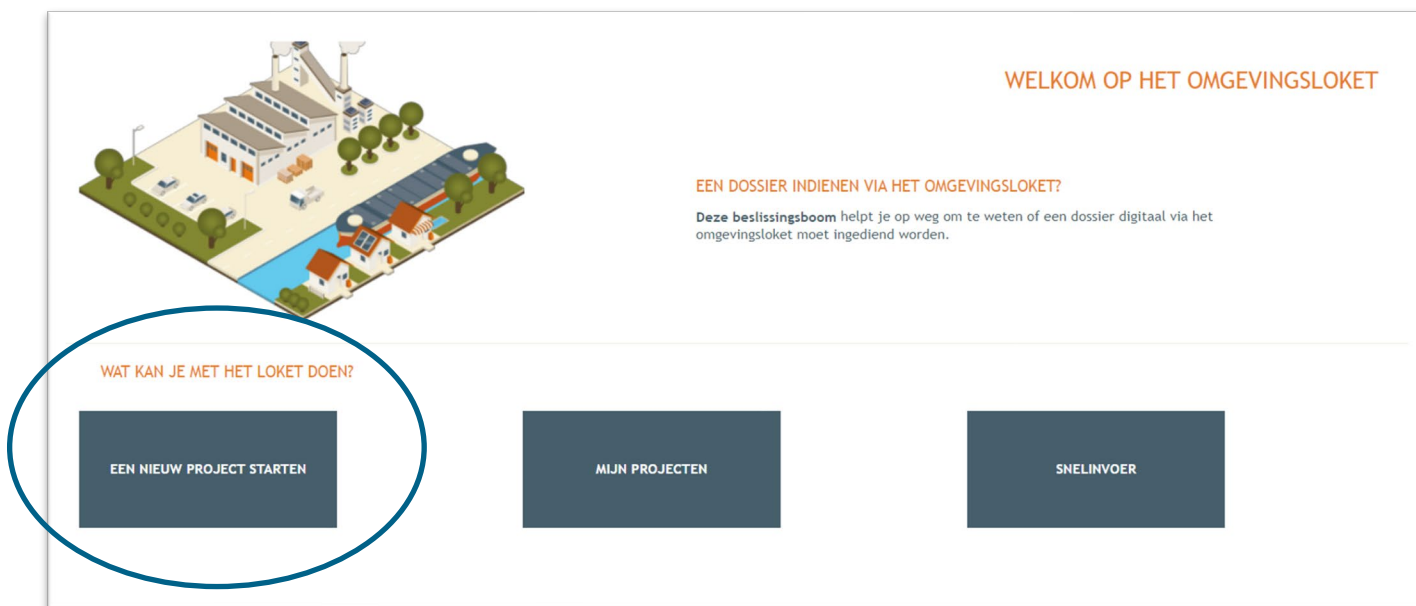 WELKOM OP HET OMGEVINGSLOKET
EEN DOSSIER INDIENEN VIA HET OMGEVINGSLOKET?
Deze beslissingsboom helpt je op weg om te weten of een dossier digitaal via het
omgevingsloket moet ingediend worden.
WAT KAN JE MET HET LOKET DOEN?
EEN NIEUW PROJECT STARTEN
MIJN PROJECTEN
SNELINVOER